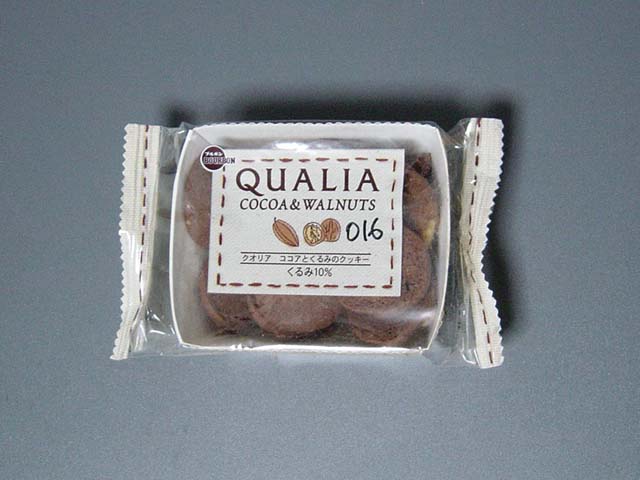 ブルボン
BOURBON
QUALIA
COCOA & WALNUTS
016
クオリア ココアとくるみのクッキー
くるみ10%